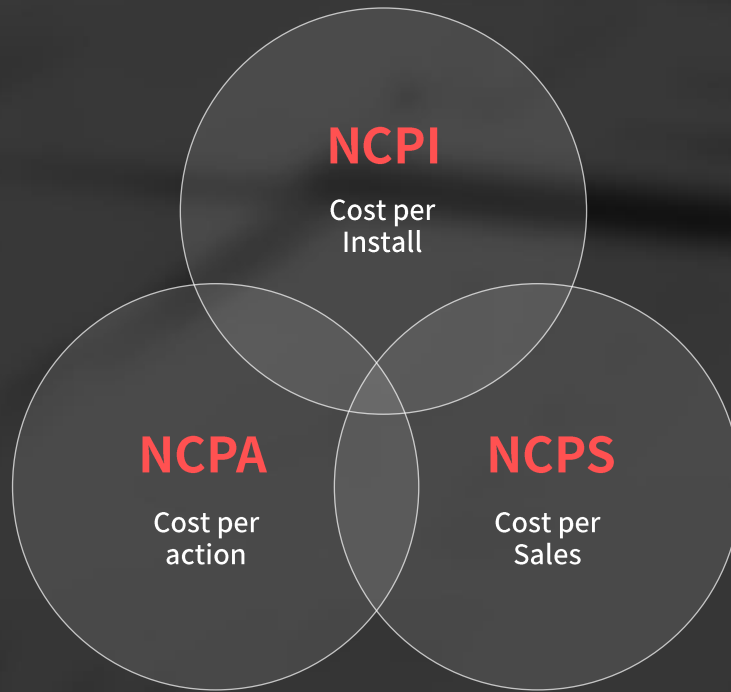 NCPI
Cost per
Install
NCPA
Cost per
action
NCPS
Cost per
Sales